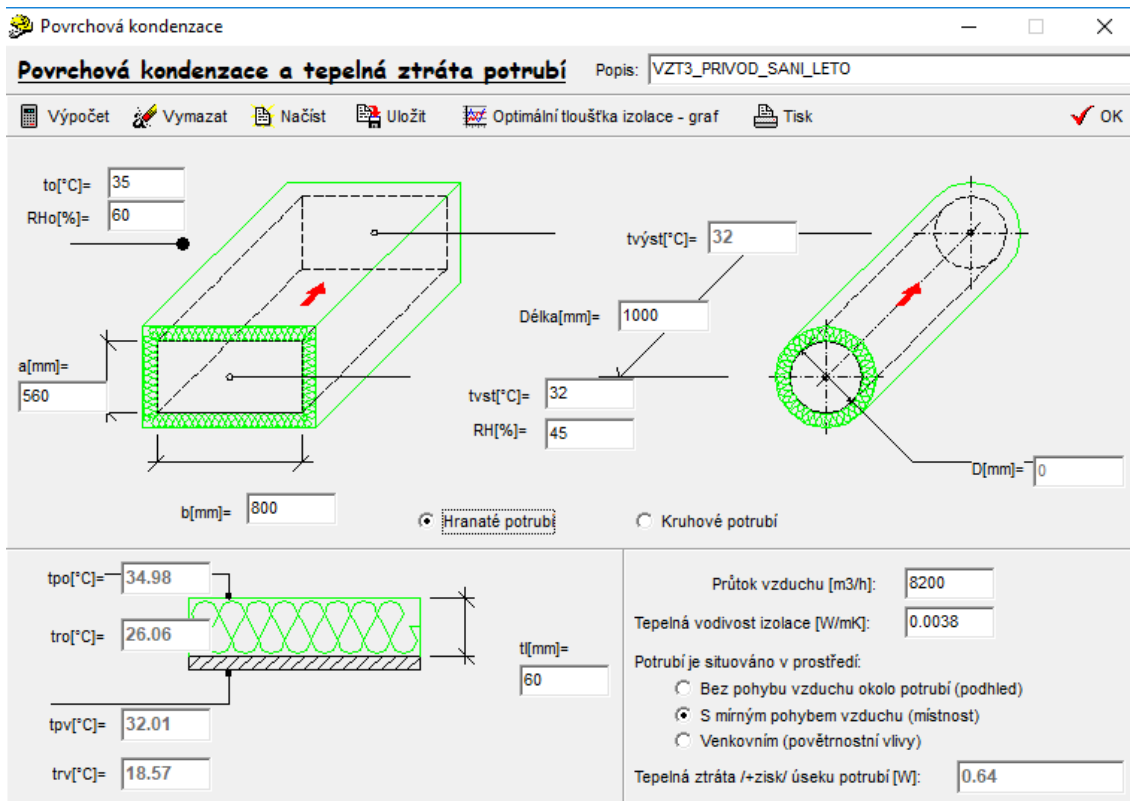 Povrchová kondenzace
Povrchová kondenzace a tepelná ztráta potrubí Popis: VZT3_PRIVOD_SANI_LETO
Výpočet Vymazat Načíst Uložit Optimální tloušťka izolace - graf Tisk OK
to[°C]= 35
RHo[%]= 60
tvýst[°C]= 32
Délka[mm]= 1000
a[mm]=
560
tvst[°C]= 32
RH[%]= 45
D[mm]= 0
b[mm]= 800
Hranaté potrubí Kruhové potrubí
tpo[°C]= 34.98
tro[°C]= 26.06
tl[mm]=
60
tpv[°C]= 32.01
trv[°C]= 18.57
Průtok vzduchu [m3/h]: 8200
Tepelná vodivost izolace [W/mK]: 0.0038
Potrubí je situováno v prostředí:
Bez pohybu vzduchu okolo potrubí (podhled)
S mírným pohybem vzduchu (místnost)
Venkovním (povětrnostní vlivy)
Tepelná ztráta /+zisk/ úseku potrubí [W]: 0.64